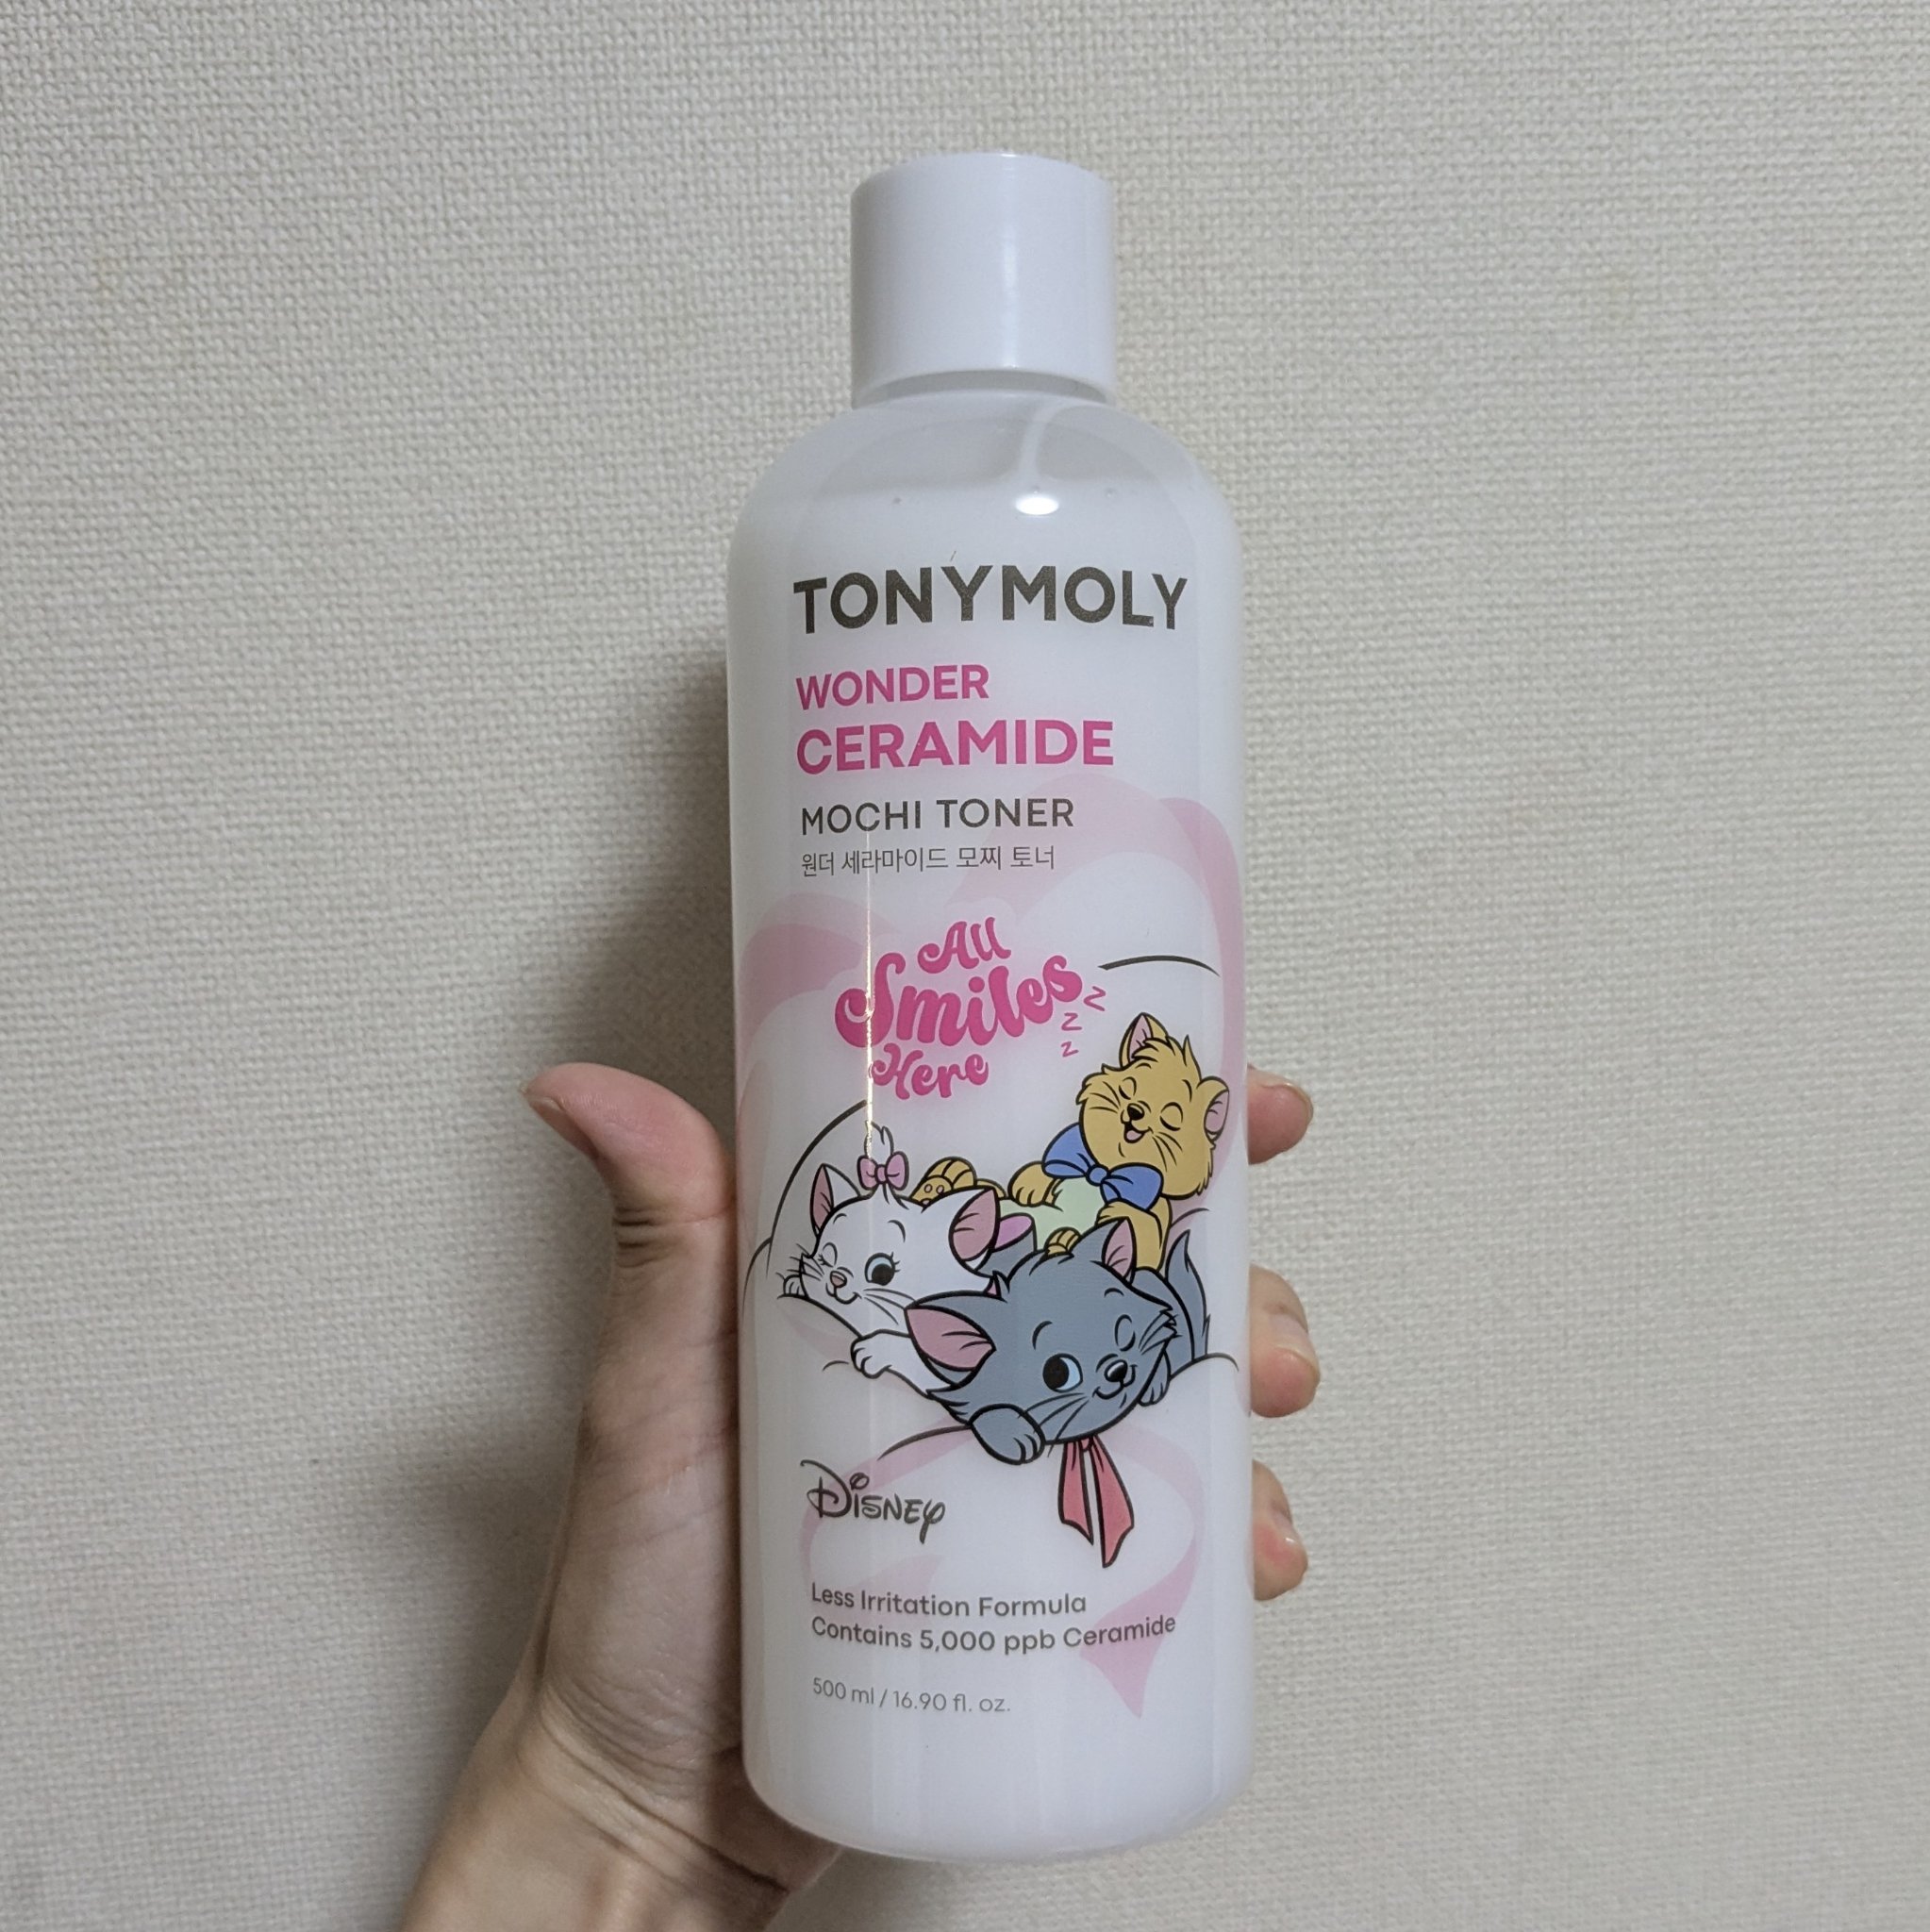 TONYMOLY
WONDER
CERAMIDE
MOCHI TONER
원더 세라마이드 모찌 토너
All
Smiles
Here
z
z
z
Disney
Less Irritation Formula
Contains 5,000 ppb Ceramide
500 ml / 16.90 fl. oz.